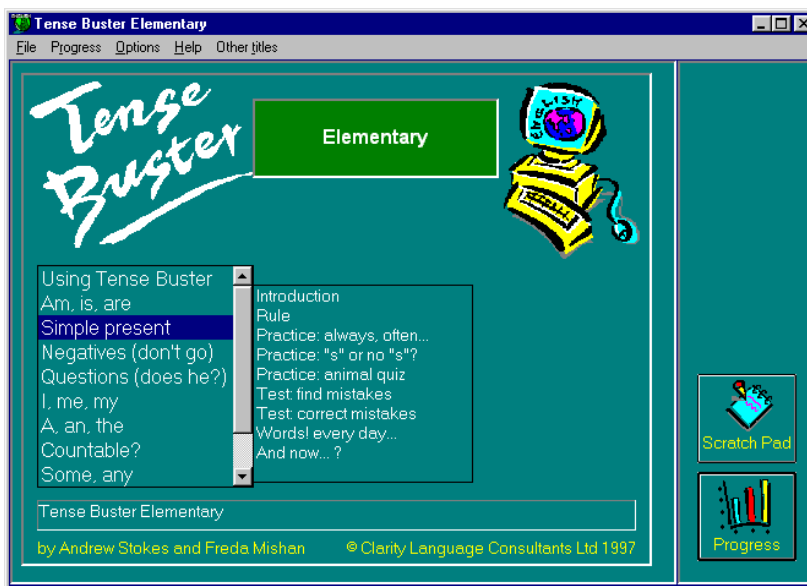 Tense Buster Elementary
File Progress Options Help Other titles
Tense
Buster
Elementary
ENGLISH
Using Tense Buster
Am, is, are
Simple present
Negatives (don't go)
Questions (does he?)
I, me, my
A, an, the
Countable?
Some, any
Introduction
Rule
Practice: always, often...
Practice: "s" or no "s"?
Practice: animal quiz
Test: find mistakes
Test: correct mistakes
Words! every day...
And now... ?
Scratch Pad
Tense Buster Elementary
by Andrew Stokes and Freda Mishan © Clarity Language Consultants Ltd 1997
Progress